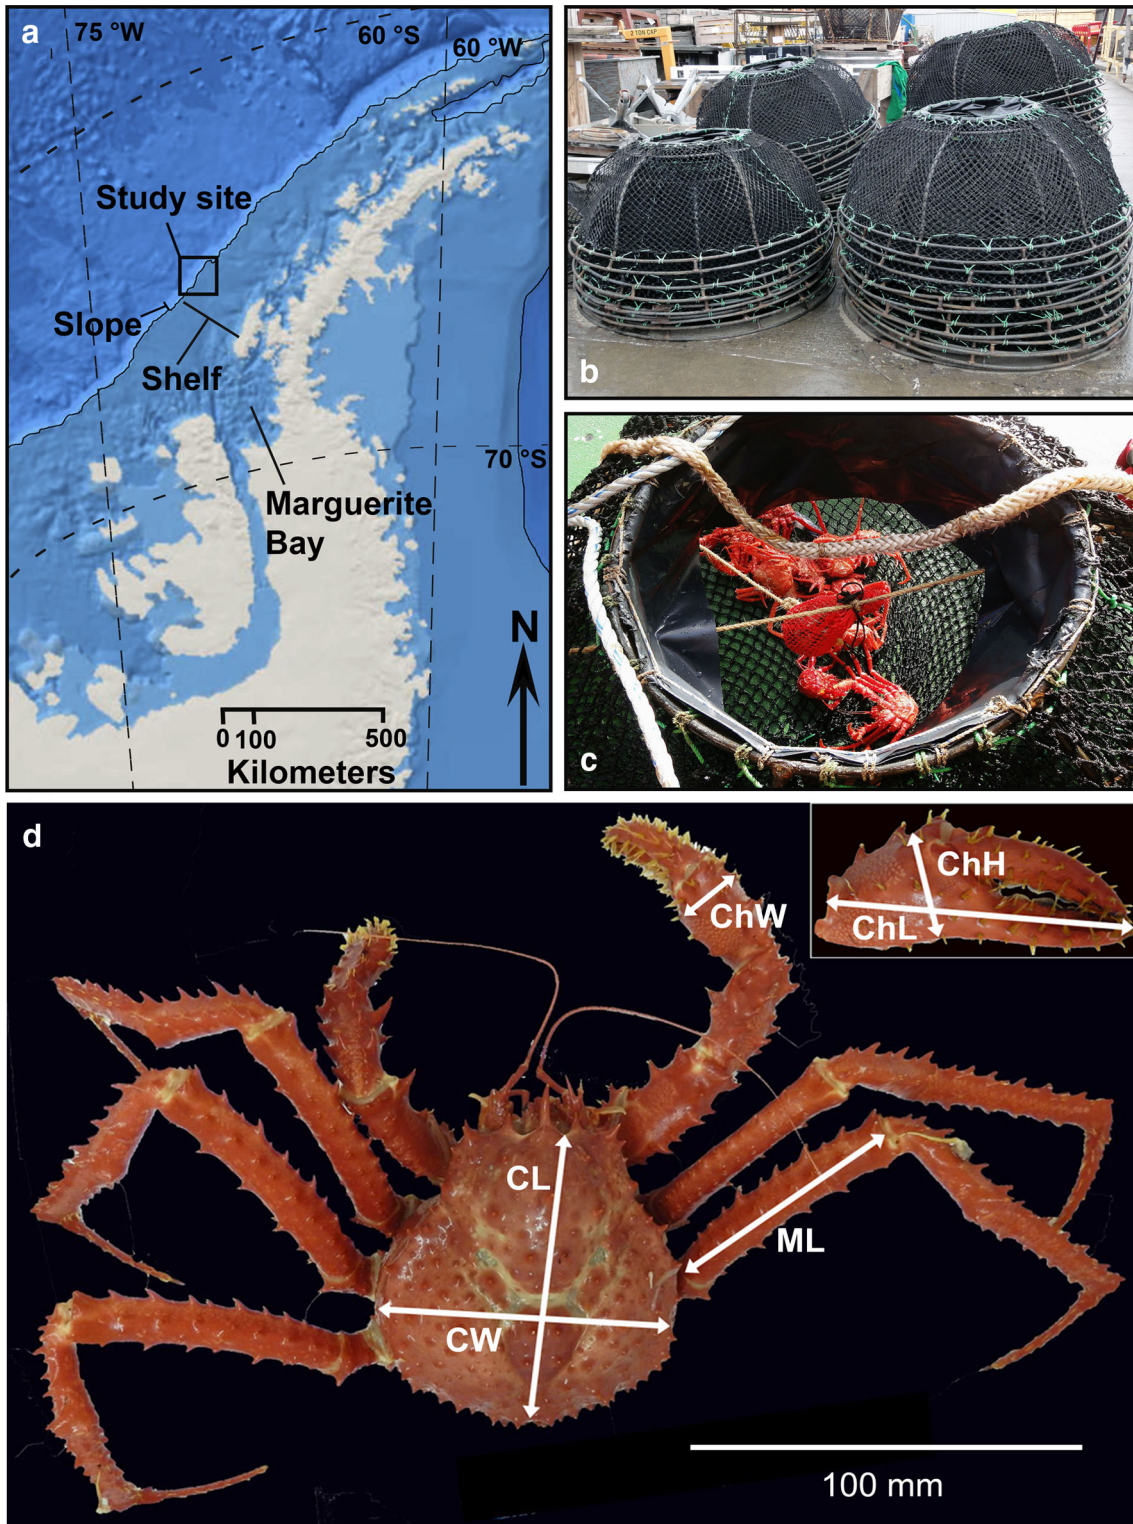 a
75 °W
60 °S
60 °W
Study site
Slope
Shelf
70 °S
Marguerite
Bay
N
0 100 500
Kilometers
2 TON CAP
b
c
d
ChW
ChH
ChL
CL
ML
CW
100 mm